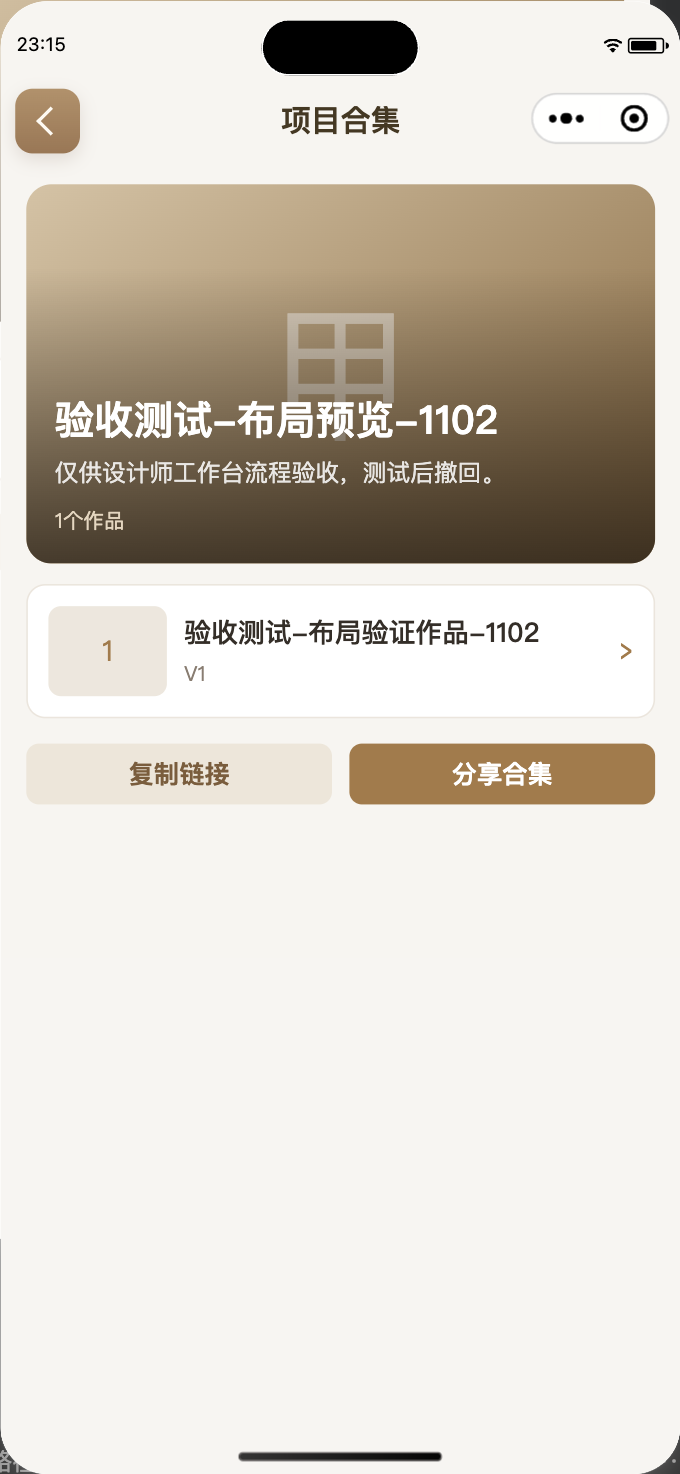 23:15
项目合集
申
验收测试–布局预览–1102
仅供设计师工作台流程验收，测试后撤回。
1个作品
1
验收测试–布局验证作品–1102
V1
复制链接
分享合集